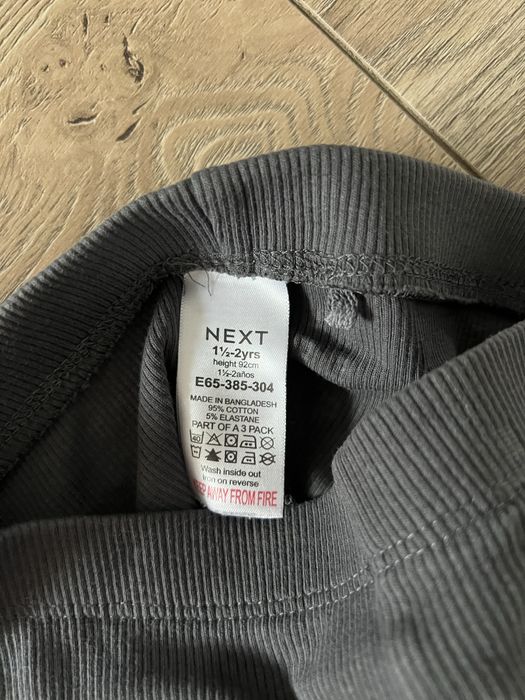 NEXT
1½-2yrs
height 92cm
1½-2años
E65-385-304
MADE IN BANGLADESH
95% COTTON
5% ELASTANE
PART OF A 3 PACK
40
Wash inside out
Iron on reverse
KEEP AWAY FROM FIRE